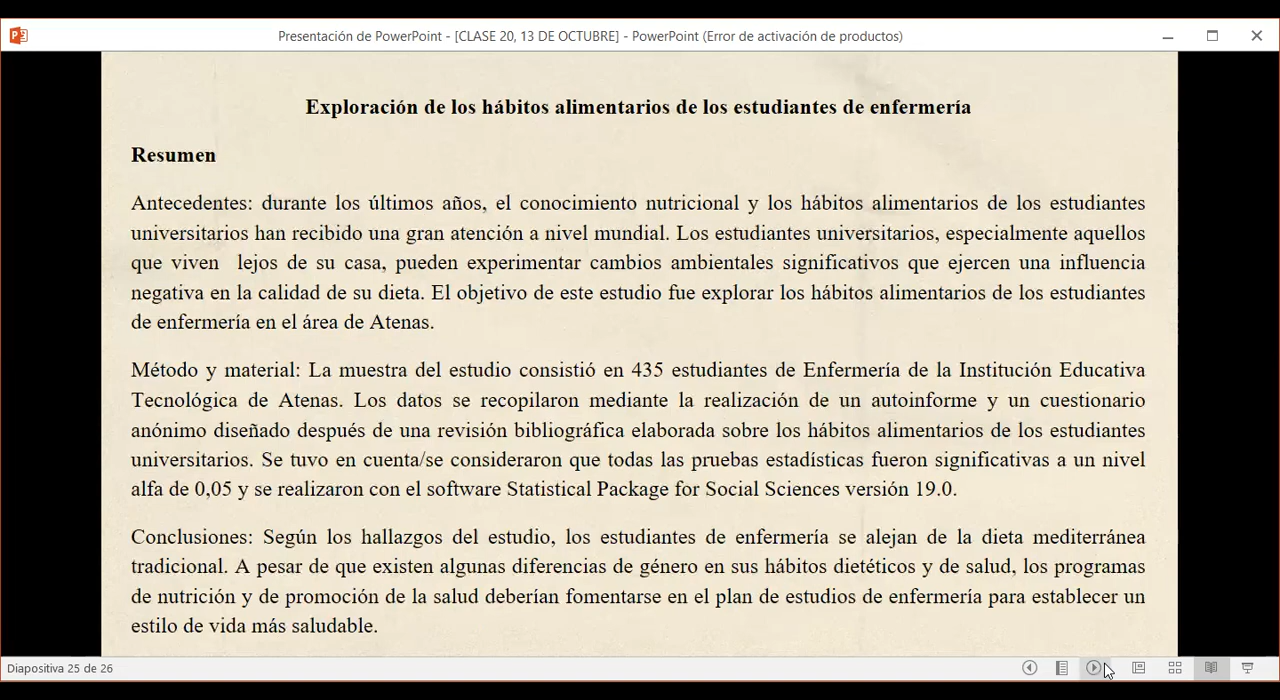 Presentación de PowerPoint - [CLASE 20, 13 DE OCTUBRE] - PowerPoint (Error de activación de productos)
Exploración de los hábitos alimentarios de los estudiantes de enfermería
Resumen
Antecedentes: durante los últimos años, el conocimiento nutricional y los hábitos alimentarios de los estudiantes
universitarios han recibido una gran atención a nivel mundial. Los estudiantes universitarios, especialmente aquellos
que viven lejos de su casa, pueden experimentar cambios ambientales significativos que ejercen una influencia
negativa en la calidad de su dieta. El objetivo de este estudio fue explorar los hábitos alimentarios de los estudiantes
de enfermería en el área de Atenas.
Método y material: La muestra del estudio consistió en 435 estudiantes de Enfermería de la Institución Educativa
Tecnológica de Atenas. Los datos se recopilaron mediante la realización de un autoinforme y un cuestionario
anónimo diseñado después de una revisión bibliográfica elaborada sobre los hábitos alimentarios de los estudiantes
universitarios. Se tuvo en cuenta/se consideraron que todas las pruebas estadísticas fueron significativas a un nivel
alfa de 0,05 y se realizaron con el software Statistical Package for Social Sciences versión 19.0.
Conclusiones: Según los hallazgos del estudio, los estudiantes de enfermería se alejan de la dieta mediterránea
tradicional. A pesar de que existen algunas diferencias de género en sus hábitos dietéticos y de salud, los programas
de nutrición y de promoción de la salud deberían fomentarse en el plan de estudios de enfermería para establecer un
estilo de vida más saludable.
Diapositiva 25 de 26